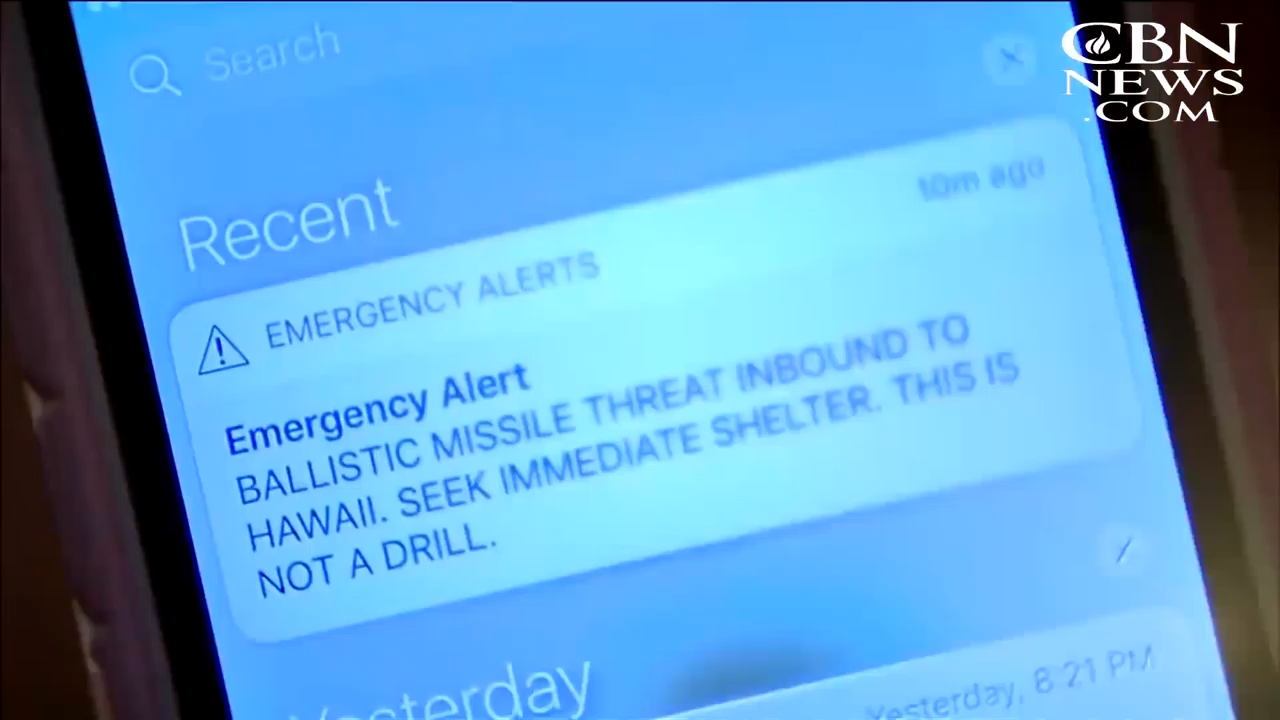 CBN
NEWS
.COM
Search
Recent
10m ago
EMERGENCY ALERTS
Emergency Alert
BALLISTIC MISSILE THREAT INBOUND TO
HAWAII. SEEK IMMEDIATE SHELTER. THIS IS
NOT A DRILL.
Yesterday
Yesterday, 8:21 PM